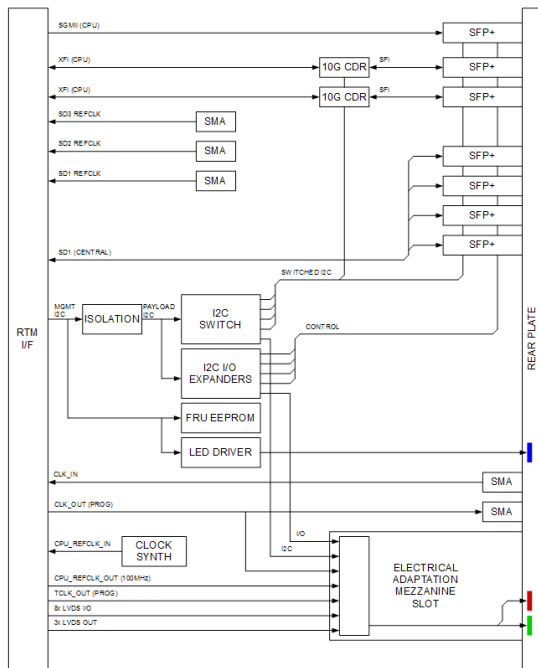 SGMII (CPU)
SFP+
XFI (CPU)
10G CDR
SFI
SFP+
XFI (CPU)
10G CDR
SFI
SFP+
SD3 REFCLK
SMA
SD2 REFCLK
SMA
SD1 REFCLK
SMA
SFP+
SFP+
SFP+
SFP+
SD1 (CENTRAL)
SWITCHED I2C
MGMT
I2C
ISOLATION
PAYLOAD
I2C
I2C
SWITCH
CONTROL
RTM
I/F
REAR PLATE
I2C I/O
EXPANDERS
FRU EEPROM
LED DRIVER
CLK_IN
SMA
CLK_OUT (PROG)
SMA
I/O
I2C
CPU_REFCLK_IN
CLOCK
SYNTH
ELECTRICAL
ADAPTATION
MEZZANINE
SLOT
CPU_REFCLK_OUT (100MHz)
TCLK_OUT (PROG)
8x LVDS I/O
3x LVDS OUT